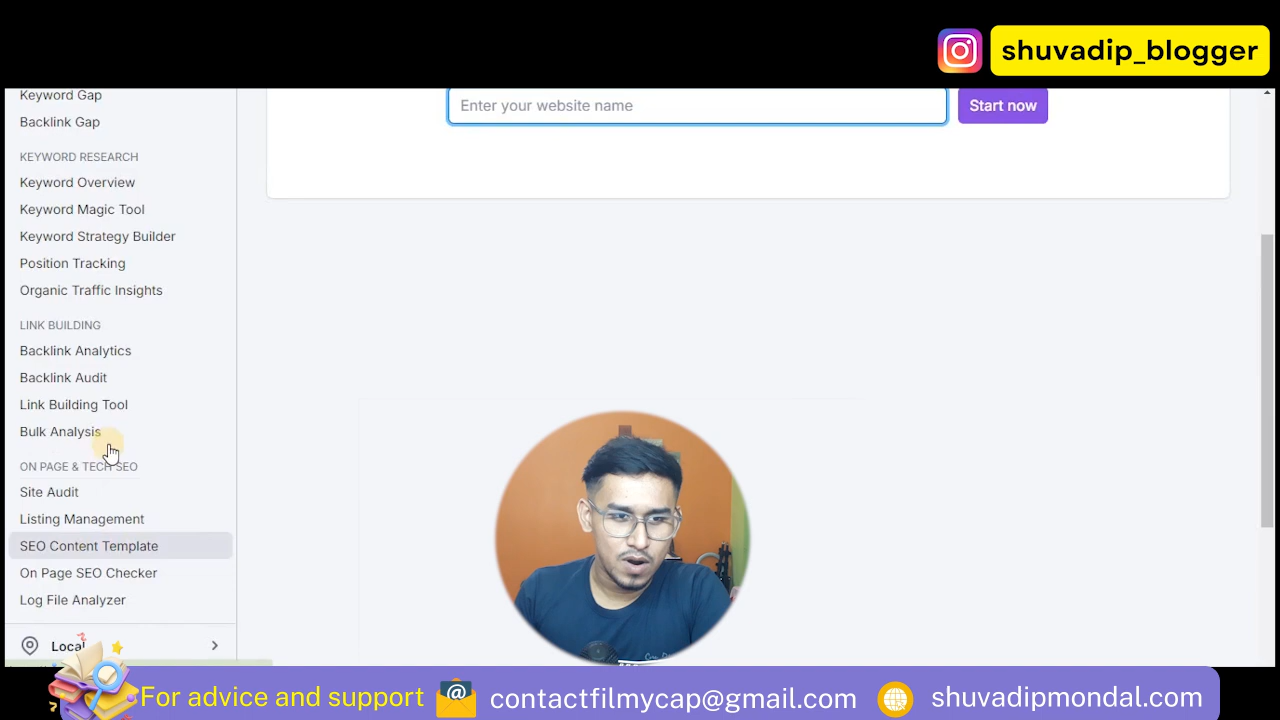 shuvadip_blogger
Keyword Gap
Backlink Gap
KEYWORD RESEARCH
Keyword Overview
Keyword Magic Tool
Keyword Strategy Builder
Position Tracking
Organic Traffic Insights
LINK BUILDING
Backlink Analytics
Backlink Audit
Link Building Tool
Bulk Analysis
ON PAGE & TECH SEO
Site Audit
Listing Management
SEO Content Template
On Page SEO Checker
Log File Analyzer
Local
Enter your website name
Start now
For advice and support
contactfilmycap@gmail.com
shuvadipmondal.com